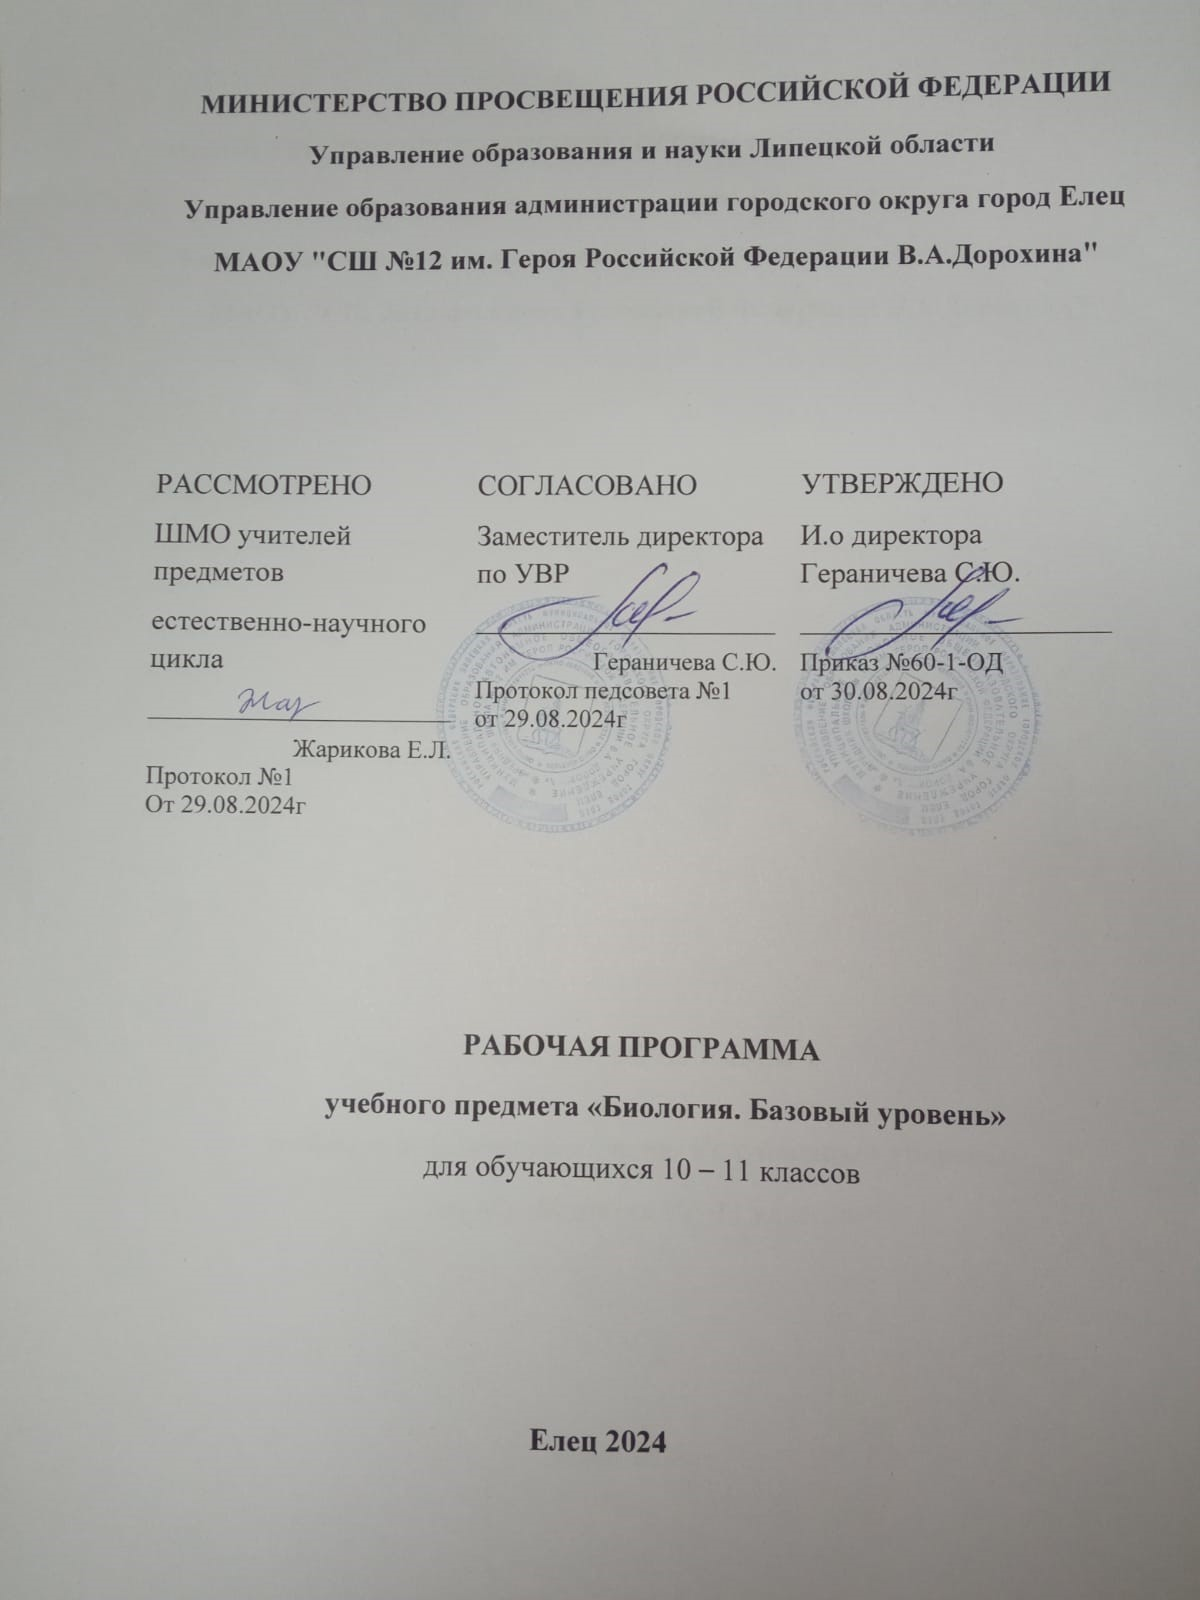 МИНИСТЕРСТВО ПРОСВЕЩЕНИЯ РОССИЙСКОЙ ФЕДЕРАЦИИ
Управление образования и науки Липецкой области
Управление образования администрации городского округа город Елец
МАОУ "СШ №12 им. Героя Российской Федерации В.А.Дорохина"
РАССМОТРЕНО
ШМО учителей
предметов
естественно-научного
цикла
Жарикова Е.Л.
Протокол №1
От 29.08.2024г
СОГЛАСОВАНО
Заместитель директора
по УВР
Гераничева С.Ю.
Протокол педсовета №1
от 29.08.2024г
УТВЕРЖДЕНО
И.о директора
Гераничева С.Ю.
Приказ №60-1-ОД
от 30.08.2024г
РАБОЧАЯ ПРОГРАММА
учебного предмета «Биология. Базовый уровень»
для обучающихся 10 – 11 классов
Елец 2024